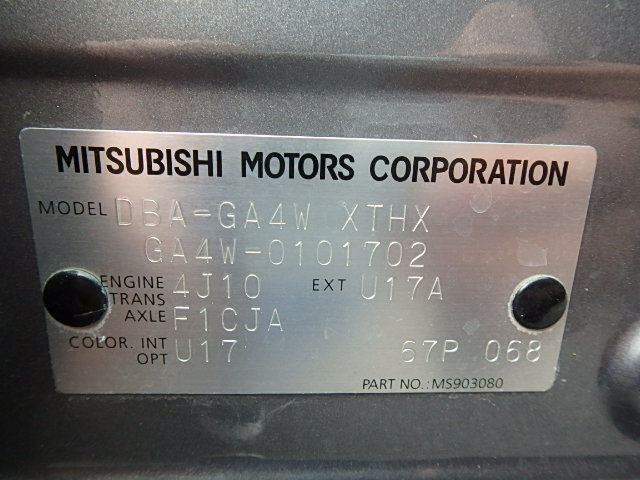 MITSUBISHI MOTORS CORPORATION
MODEL DBA-GA4W XTHX
GA4W-0101702
ENGINE 4J10 EXT U17A
TRANS
AXLE F1CJA
COLOR. INT U17 67P 068
OPT
PART NO.: MS903080